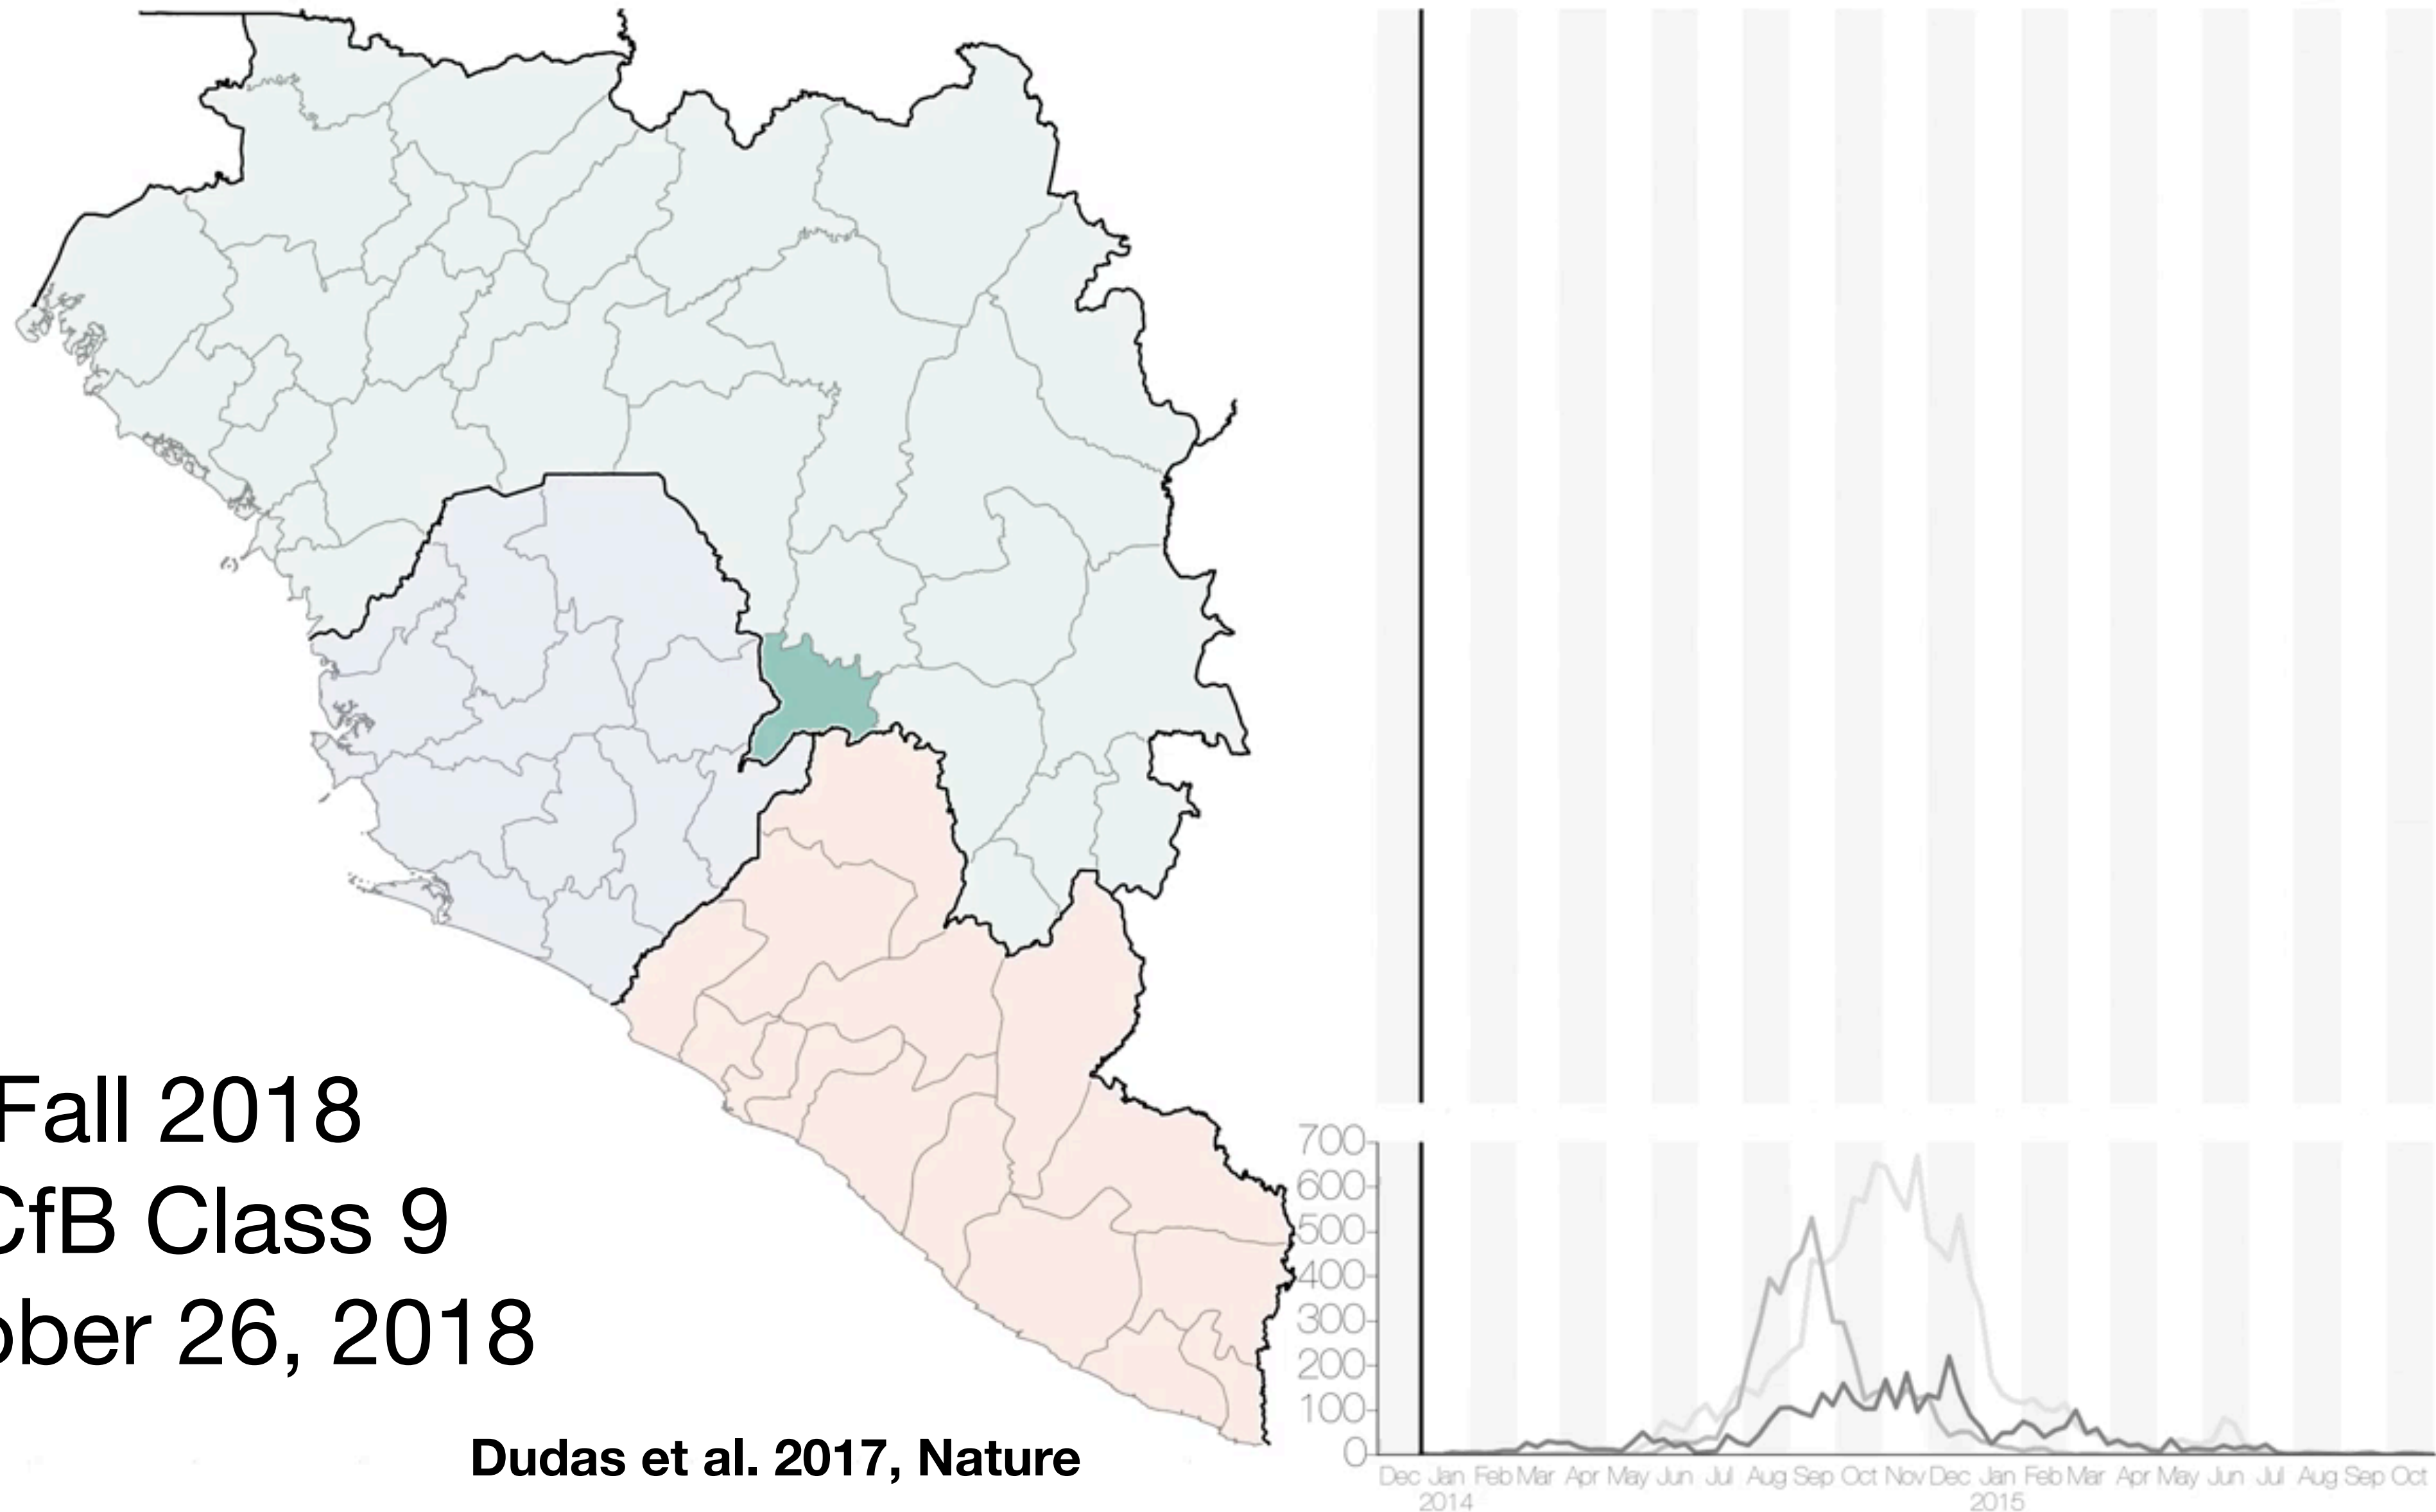 Fall 2018
CfB Class 9
ober 26, 2018
Dudas et al. 2017, Nature
700
600
500
400
300
200
100
0
Dec Jan Feb Mar Apr May Jun Jul Aug Sep Oct Nov Dec Jan Feb Mar Apr May Jun Jul Aug Sep Oct
2014 2015